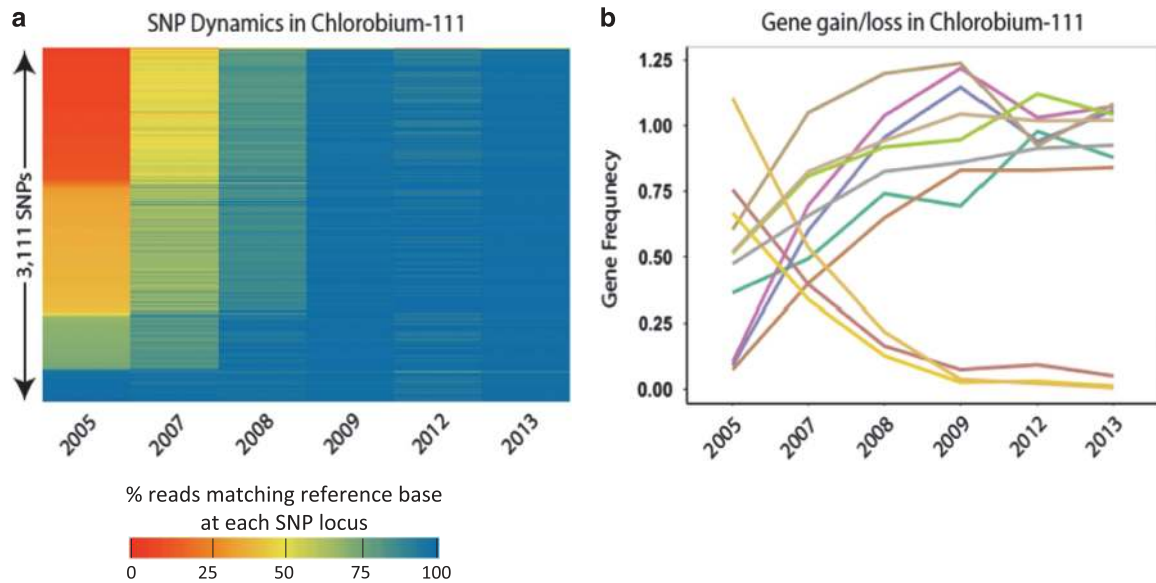 a
SNP Dynamics in Chlorobium-111
3,111 SNPs
2005
2007
2008
2009
2012
2013
% reads matching reference base
at each SNP locus
0
25
50
75
100
b
Gene gain/loss in Chlorobium-111
Gene Frequnecy
1.25
1.00
0.75
0.50
0.25
0.00
2005
2007
2008
2009
2012
2013